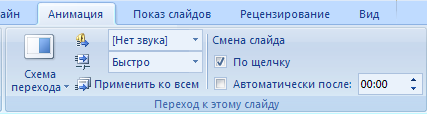 айн Анимация Показ слайдов Рецензирование Вид
[Нет звука] Смена слайда
Схема перехода Быстро По щелчку
Применить ко всем Автоматически после: 00:00
Переход к этому слайду